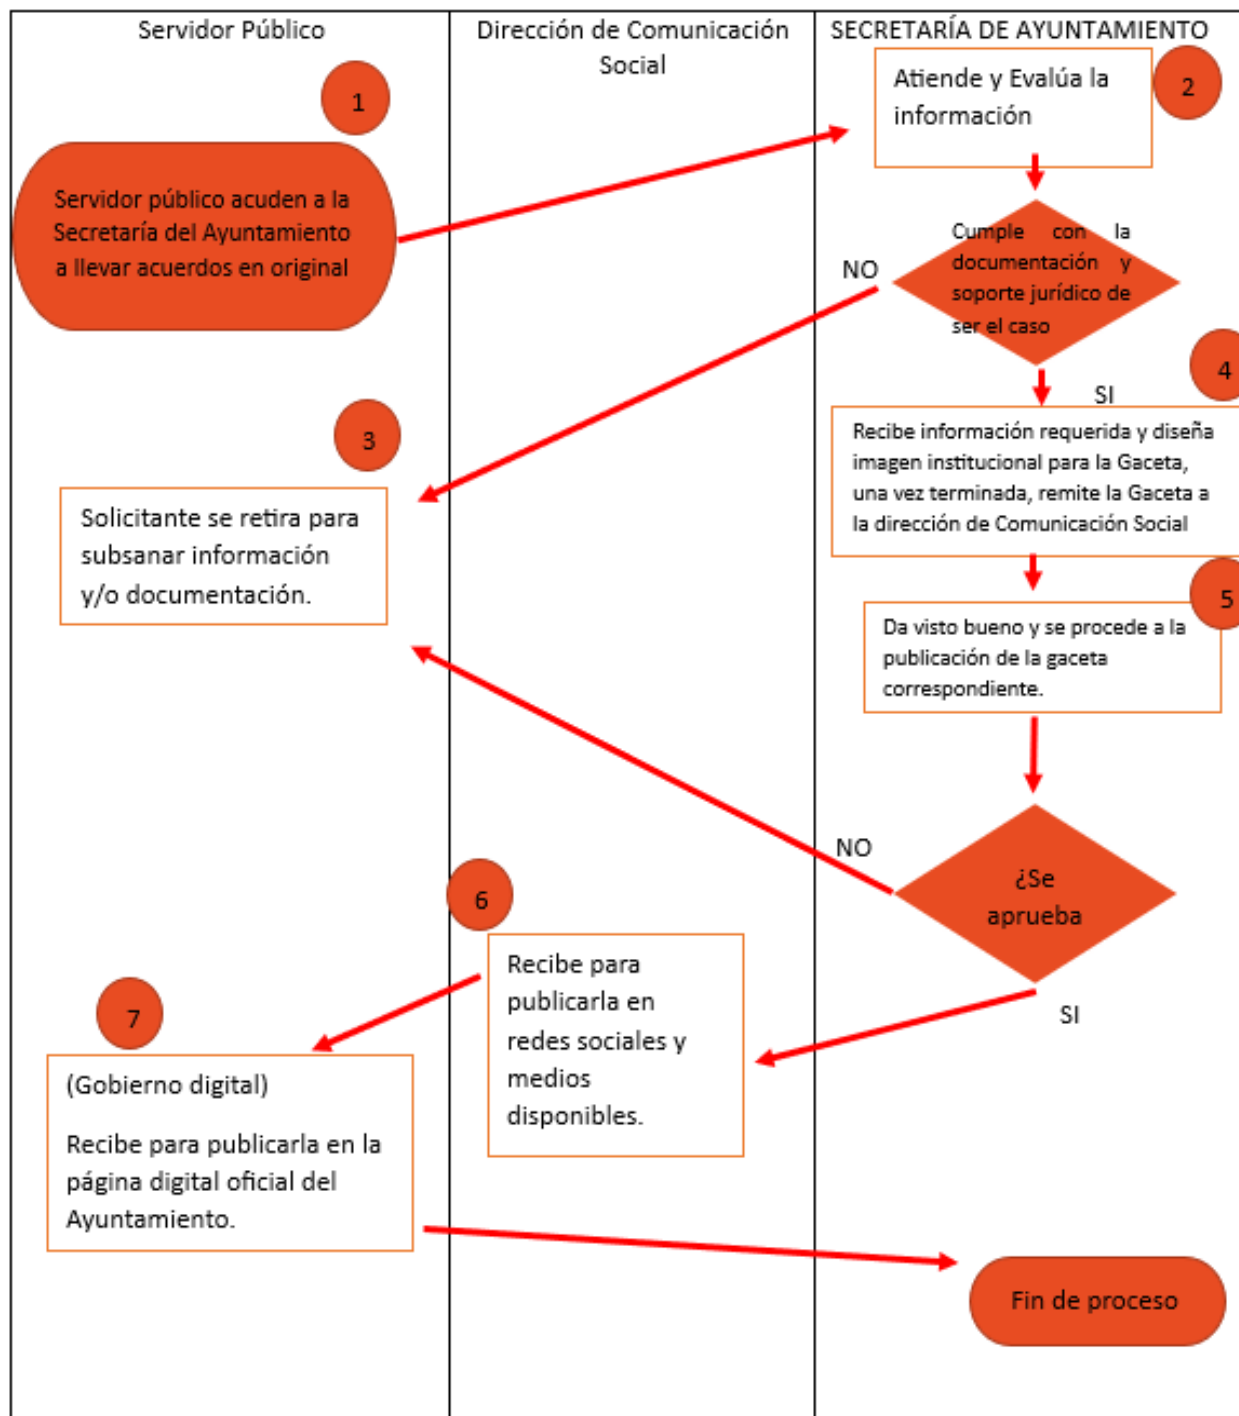 Servidor Público
Dirección de Comunicación
Social
SECRETARÍA DE AYUNTAMIENTO
1
Servidor público acuden a la
Secretaría del Ayuntamiento
a llevar acuerdos en original
2
Atiende y Evalúa la
información
Cumple con la
documentación y
soporte jurídico de
ser el caso
NO
SI
3
Solicitante se retira para
subsanar información
y/o documentación.
4
Recibe información requerida y diseña
imagen institucional para la Gaceta,
una vez terminada, remite la Gaceta a
la dirección de Comunicación Social
5
Da visto bueno y se procede a la
publicación de la gaceta
correspondiente.
¿Se
aprueba
NO
SI
6
Recibe para
publicarla en
redes sociales y
medios
disponibles.
7
(Gobierno digital)
Recibe para publicarla en la
página digital oficial del
Ayuntamiento.
Fin de proceso